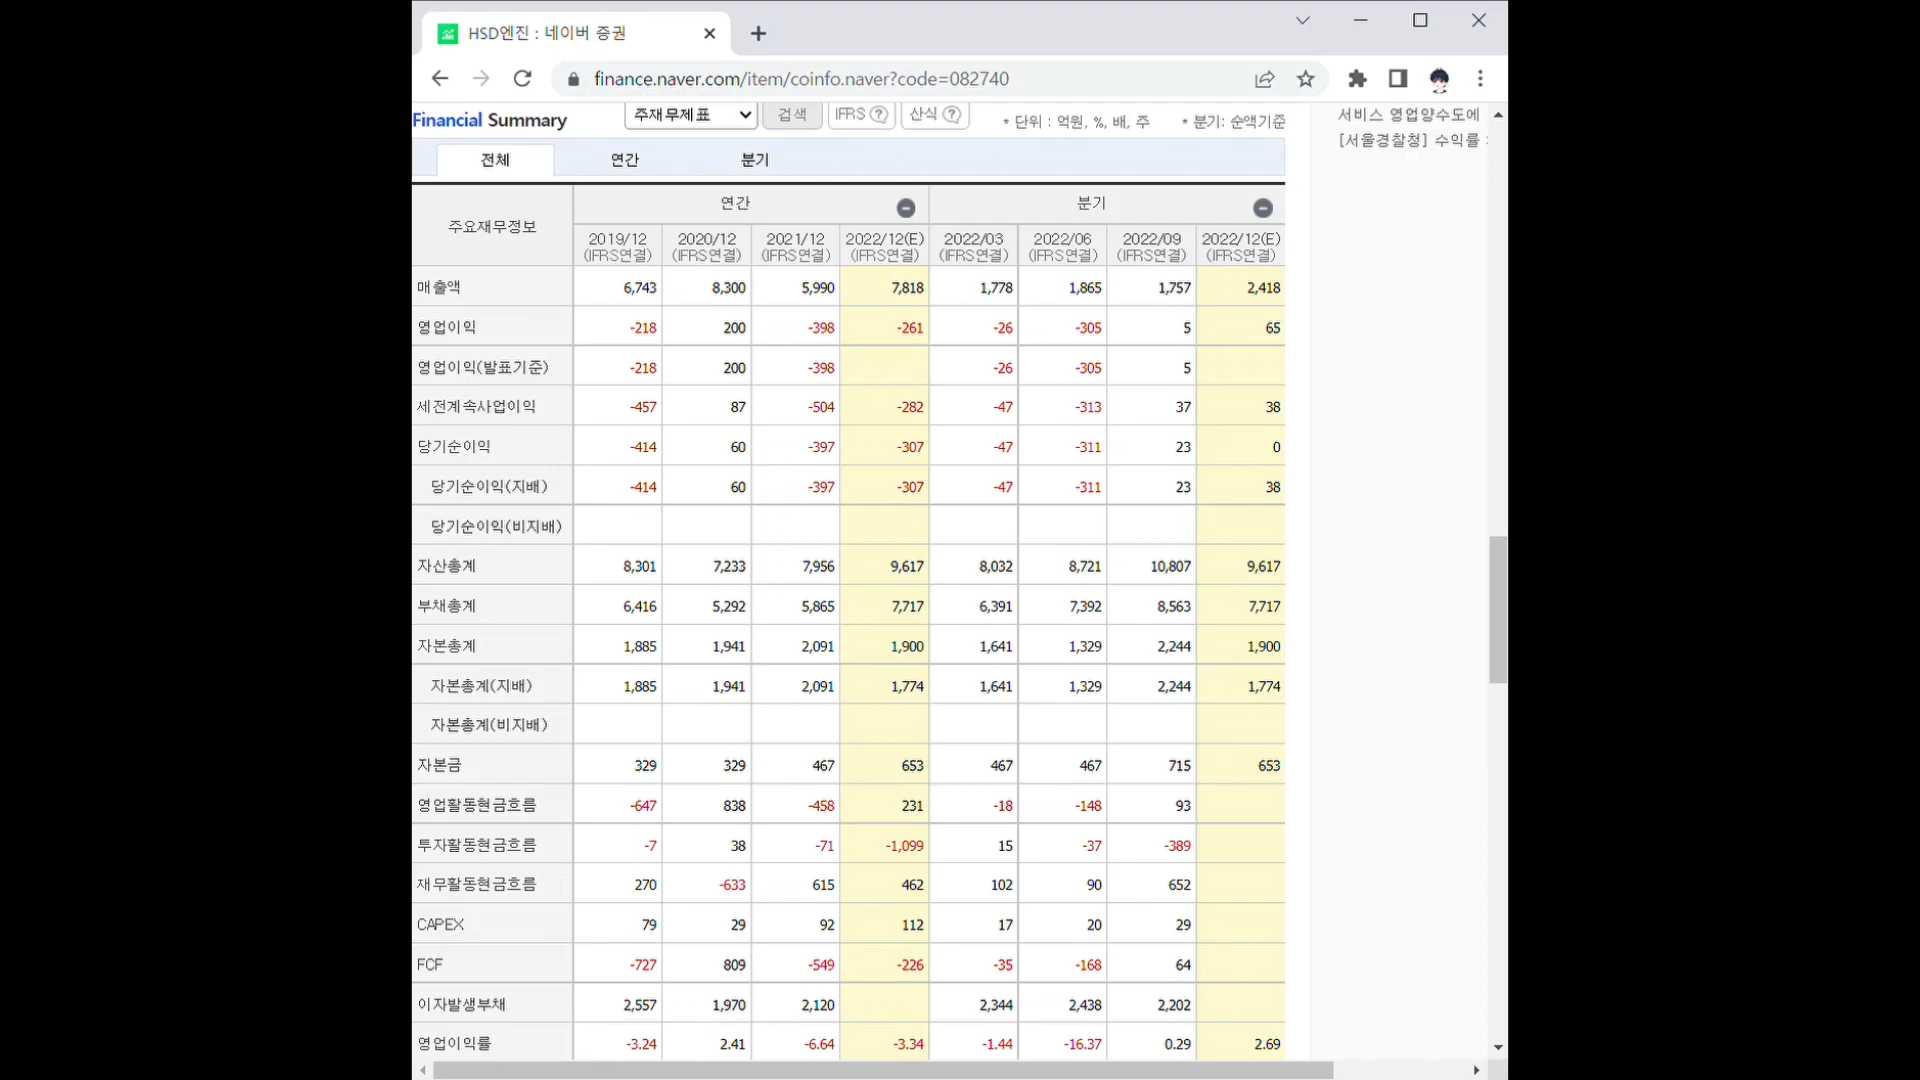 HSD엔진 : 네이버 증권
finance.naver.com/item/coinfo.naver?code=082740
Financial Summary 주재무제표 검색 IFRS ? 산식 ? * 단위 : 억원, %, 배, 주 * 분기: 순액기준
서비스 영업양수도에
[서울경찰청] 수익률
전체 연간 분기
주요재무정보 연간 분기
2019/12 2020/12 2021/12 2022/12(E) 2022/03 2022/06 2022/09 2022/12(E)
(IFRS연결) (IFRS연결) (IFRS연결) (IFRS연결) (IFRS연결) (IFRS연결) (IFRS연결) (IFRS연결)
매출액 6,743 8,300 5,990 7,818 1,778 1,865 1,757 2,418
영업이익 -218 200 -398 -261 -26 -305 5 65
영업이익(발표기준) -218 200 -398 -26 -305 5
세전계속사업이익 -457 87 -504 -282 -47 -313 37 38
당기순이익 -414 60 -397 -307 -47 -311 23 0
당기순이익(지배) -414 60 -397 -307 -47 -311 23 38
당기순이익(비지배)
자산총계 8,301 7,233 7,956 9,617 8,032 8,721 10,807 9,617
부채총계 6,416 5,292 5,865 7,717 6,391 7,392 8,563 7,717
자본총계 1,885 1,941 2,091 1,900 1,641 1,329 2,244 1,900
자본총계(지배) 1,885 1,941 2,091 1,774 1,641 1,329 2,244 1,774
자본총계(비지배)
자본금 329 329 467 653 467 467 715 653
영업활동현금흐름 -647 838 -458 231 -18 -148 93
투자활동현금흐름 -7 38 -71 -1,099 15 -37 -389
재무활동현금흐름 270 -633 615 462 102 90 652
CAPEX 79 29 92 112 17 20 29
FCF -727 809 -549 -226 -35 -168 64
이자발생부채 2,557 1,970 2,120 2,344 2,438 2,202
영업이익률 -3.24 2.41 -6.64 -3.34 -1.44 -16.37 0.29 2.69